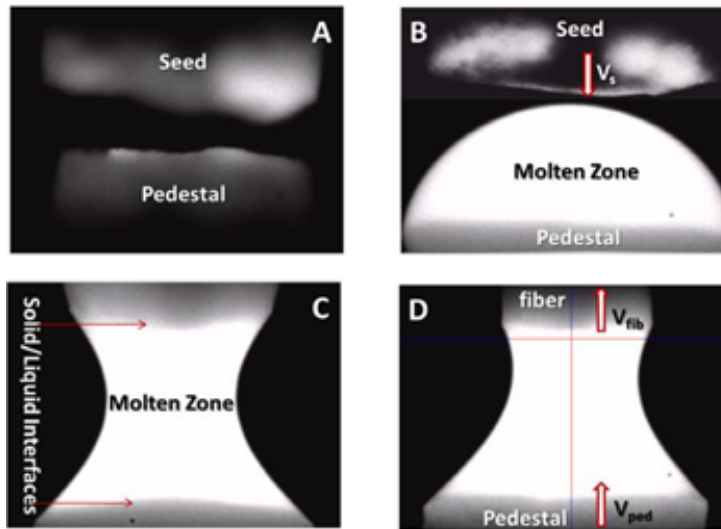 A
Seed
Pedestal
B
Seed
Vs
Molten Zone
Pedestal
C
Solid/Liquid Interfaces
Molten Zone
D
fiber
Vfib
Vped
Pedestal